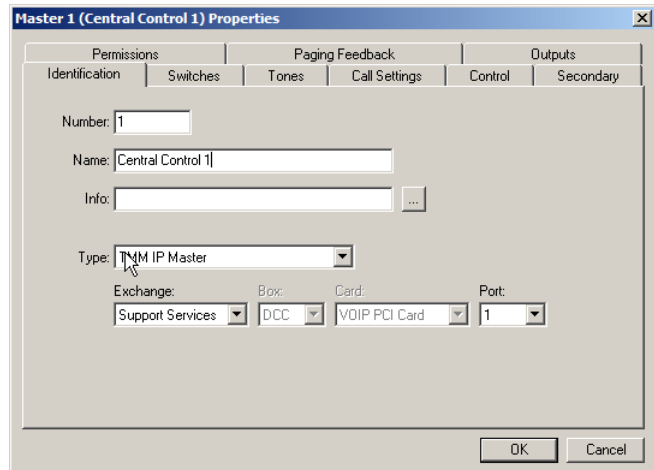 Master 1 (Central Control 1) Properties
Permissions Paging Feedback Outputs
Identification Switches Tones Call Settings Control Secondary
Number: 1
Name: Central Control 1
Info:
...
Type: TMM IP Master
Exchange: Box: Card: Port:
Support Services DCC VOIP PCI Card 1
OK Cancel